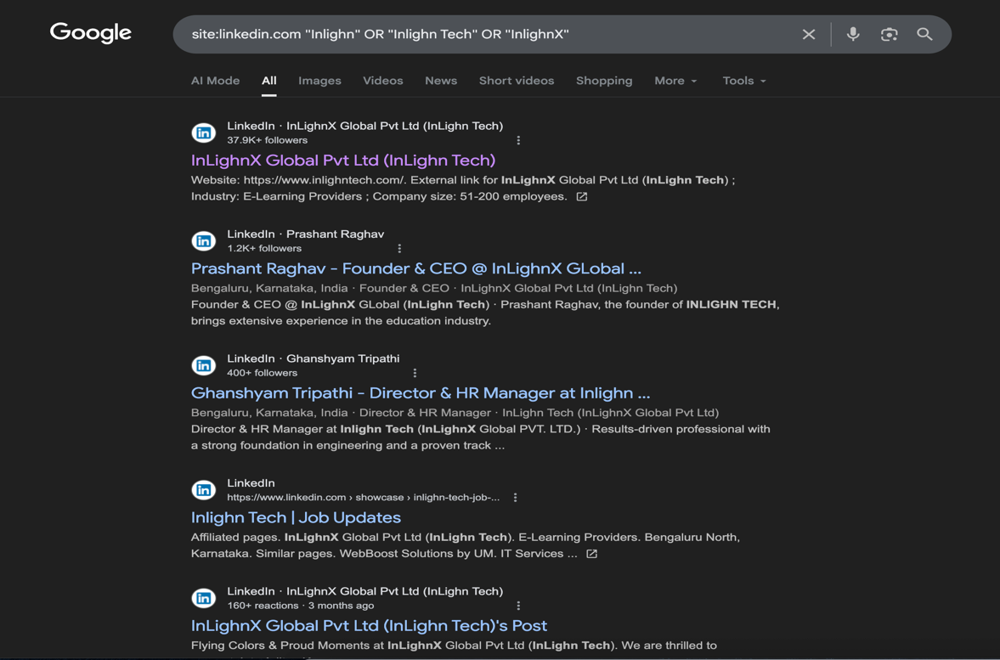 Google
site:linkedin.com "Inlighn" OR "Inlighn Tech" OR "InlighnX"
AI Mode All Images Videos News Short videos Shopping More Tools
LinkedIn · InLighnX Global Pvt Ltd (InLighn Tech)
37.9K+ followers
InLighnX Global Pvt Ltd (InLighn Tech)
Website: https://www.inlighntech.com/. External link for InLighnX Global Pvt Ltd (InLighn Tech) ;
Industry: E-Learning Providers ; Company size: 51-200 employees.
LinkedIn · Prashant Raghav
1.2K+ followers
Prashant Raghav - Founder & CEO @ InLighnX GLobal ...
Bengaluru, Karnataka, India · Founder & CEO · InLighnX Global Pvt Ltd (InLighn Tech)
Founder & CEO @ InLighnX GLobal (InLighn Tech) · Prashant Raghav, the founder of INLIGHN TECH,
brings extensive experience in the education industry.
LinkedIn · Ghanshyam Tripathi
400+ followers
Ghanshyam Tripathi - Director & HR Manager at Inlighn ...
Bengaluru, Karnataka, India · Director & HR Manager · InLighn Tech (InLighnX Global Pvt Ltd)
Director & HR Manager at Inlighn Tech (InLighnX Global PVT. LTD.) · Results-driven professional with
a strong foundation in engineering and a proven track ...
LinkedIn
https://www.linkedin.com › showcase › inlighn-tech-job-...
Inlighn Tech | Job Updates
Affiliated pages. InLighnX Global Pvt Ltd (InLighn Tech). E-Learning Providers. Bengaluru North,
Karnataka. Similar pages. WebBoost Solutions by UM. IT Services ...
LinkedIn · InLighnX Global Pvt Ltd (InLighn Tech)
160+ reactions · 3 months ago
InLighnX Global Pvt Ltd (InLighn Tech)'s Post
Flying Colors & Proud Moments at InLighnX Global Pvt Ltd (InLighn Tech). We are thrilled to